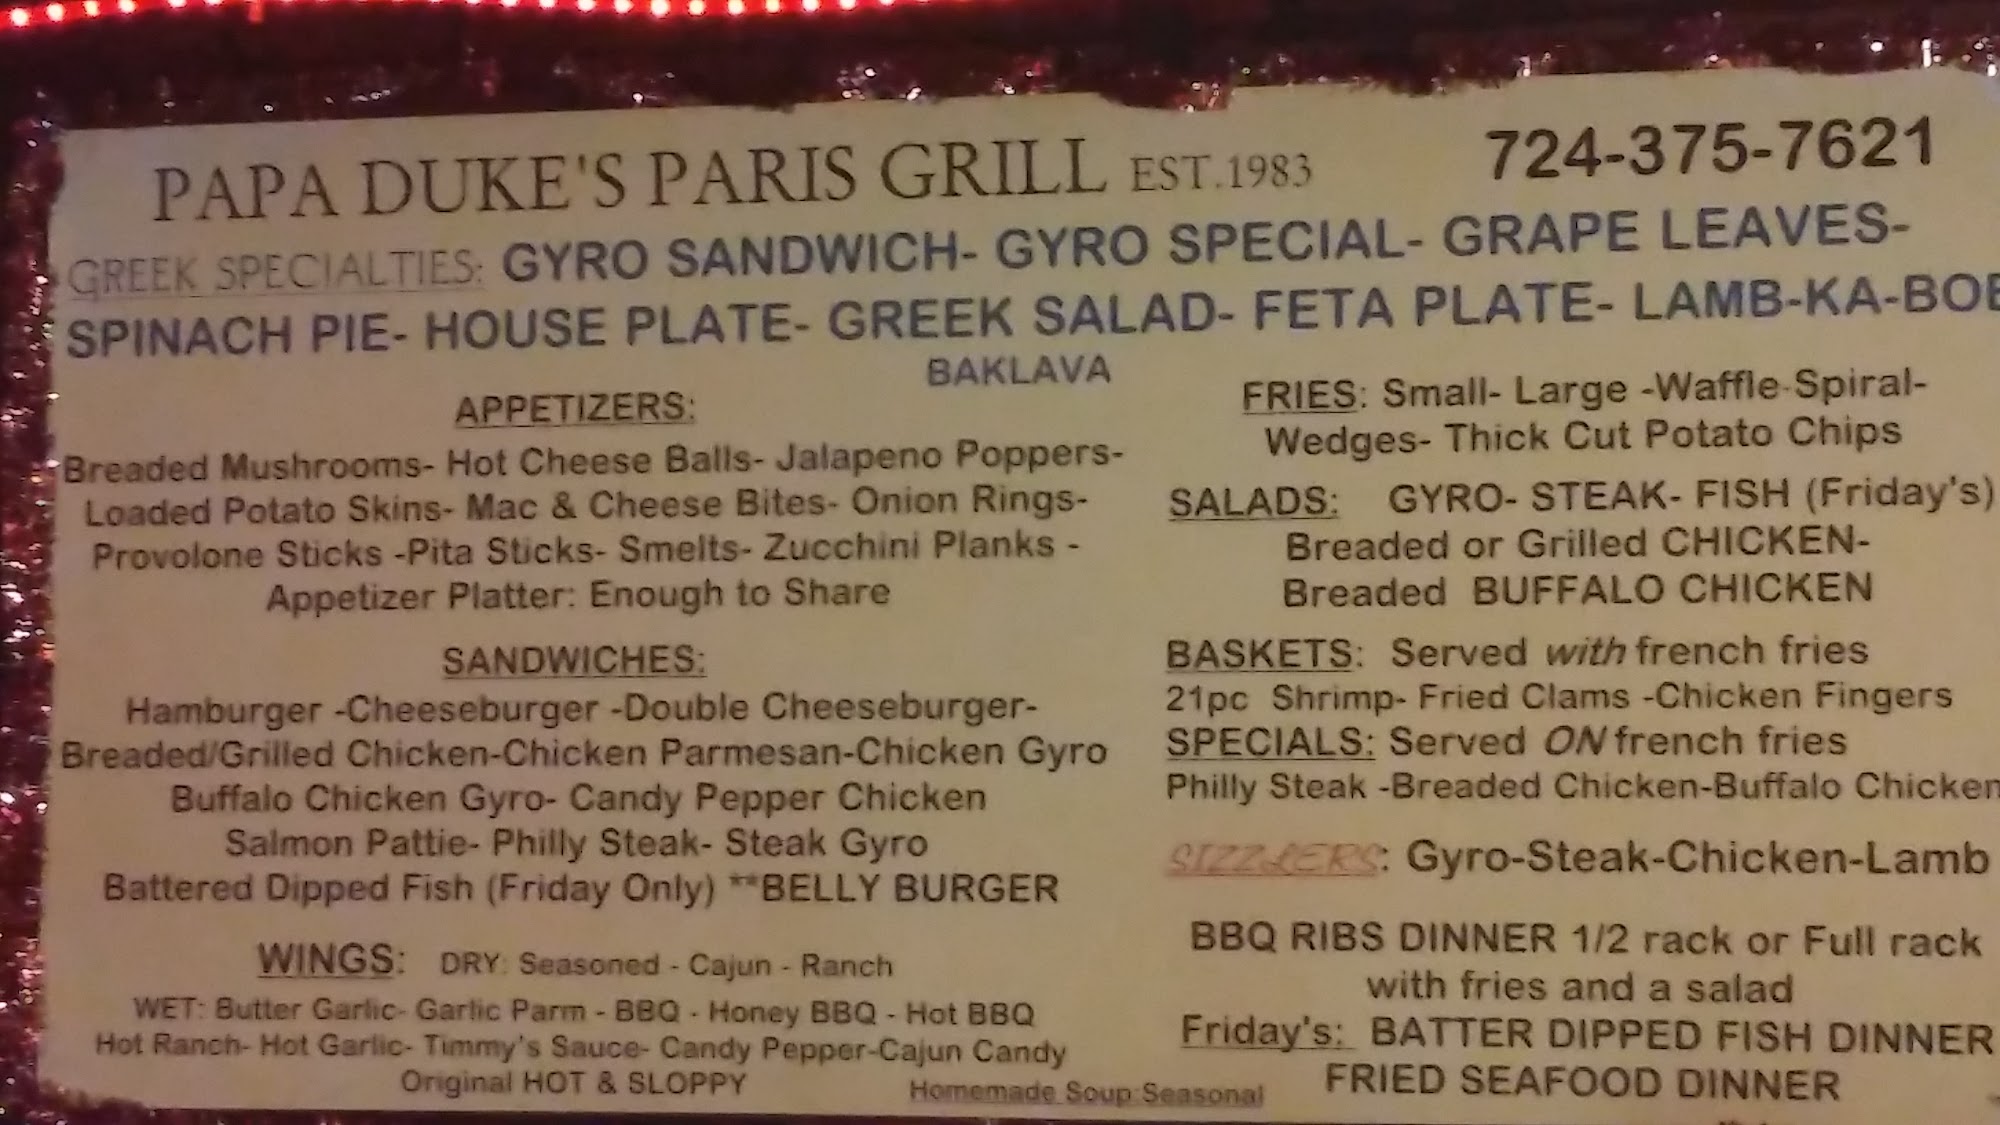 PAPA DUKE'S PARIS GRILL EST.1983 724-375-7621
GREEK SPECIALTIES: GYRO SANDWICH- GYRO SPECIAL- GRAPE LEAVES-
SPINACH PIE- HOUSE PLATE- GREEK SALAD- FETA PLATE- LAMB-KA-BOB
BAKLAVA
APPETIZERS:
Breaded Mushrooms- Hot Cheese Balls- Jalapeno Poppers-
Loaded Potato Skins- Mac & Cheese Bites- Onion Rings-
Provolone Sticks -Pita Sticks- Smelts- Zucchini Planks -
Appetizer Platter: Enough to Share
SANDWICHES:
Hamburger -Cheeseburger -Double Cheeseburger-
Breaded/Grilled Chicken-Chicken Parmesan-Chicken Gyro
Buffalo Chicken Gyro- Candy Pepper Chicken
Salmon Pattie- Philly Steak- Steak Gyro
Battered Dipped Fish (Friday Only) **BELLY BURGER
WINGS: DRY: Seasoned - Cajun - Ranch
WET: Butter Garlic- Garlic Parm - BBQ - Honey BBQ - Hot BBQ
Hot Ranch- Hot Garlic- Timmy's Sauce- Candy Pepper-Cajun Candy
Original HOT & SLOPPY
Homemade Soup:Seasonal
FRIES: Small- Large -Waffle-Spiral-
Wedges- Thick Cut Potato Chips
SALADS: GYRO- STEAK- FISH (Friday's)
Breaded or Grilled CHICKEN-
Breaded BUFFALO CHICKEN
BASKETS: Served with french fries
21pc Shrimp- Fried Clams -Chicken Fingers
SPECIALS: Served ON french fries
Philly Steak -Breaded Chicken-Buffalo Chicken
SIZZLERS: Gyro-Steak-Chicken-Lamb
BBQ RIBS DINNER 1/2 rack or Full rack
with fries and a salad
Friday's: BATTER DIPPED FISH DINNER
FRIED SEAFOOD DINNER